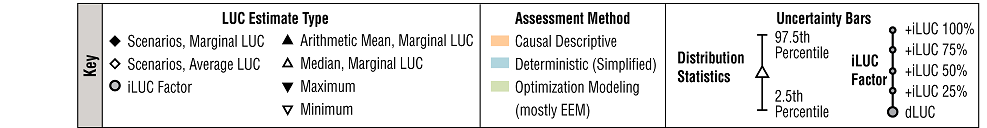 Key
LUC Estimate Type
Scenarios, Marginal LUC
Scenarios, Average LUC
iLUC Factor
Arithmetic Mean, Marginal LUC
Median, Marginal LUC
Maximum
Minimum
Assessment Method
Causal Descriptive
Deterministic (Simplified)
Optimization Modeling
(mostly EEM)
Uncertainty Bars
Distribution
Statistics
97.5th
Percentile
2.5th
Percentile
iLUC
Factor
+iLUC 100%
+iLUC 75%
+iLUC 50%
+iLUC 25%
dLUC